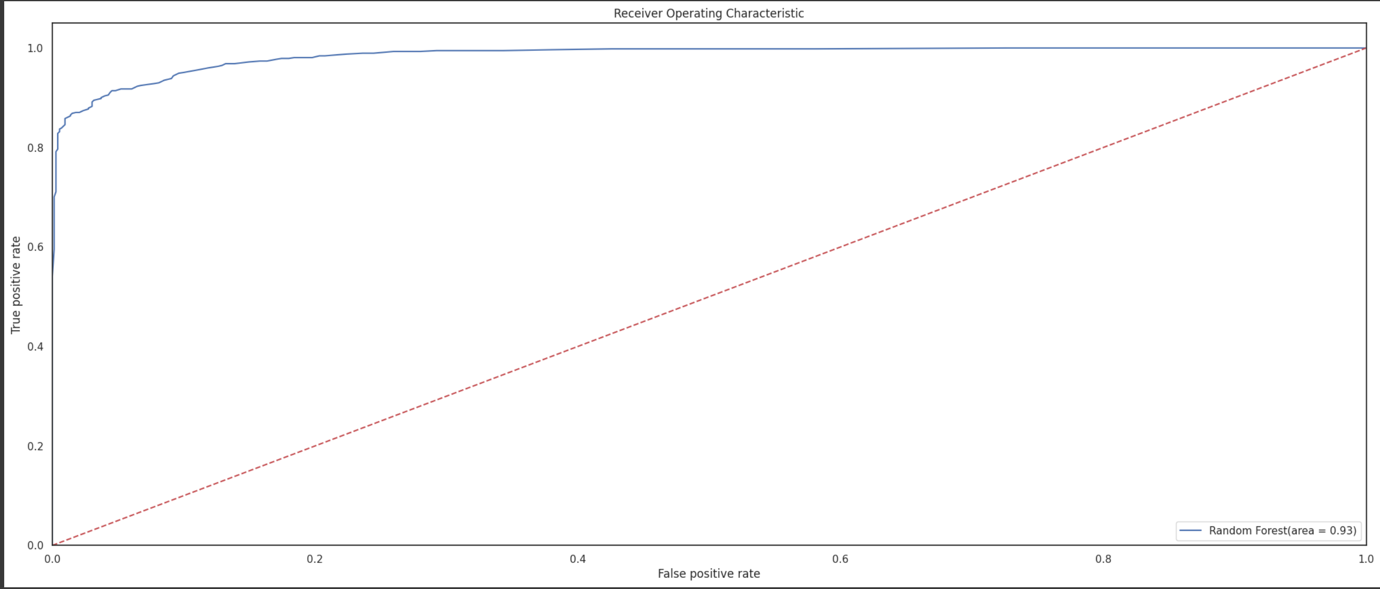 Receiver Operating Characteristic
1.0
0.8
0.6
0.4
0.2
0.0
True positive rate
0.0 0.2 0.4 0.6 0.8 1.0
False positive rate
Random Forest(area = 0.93)